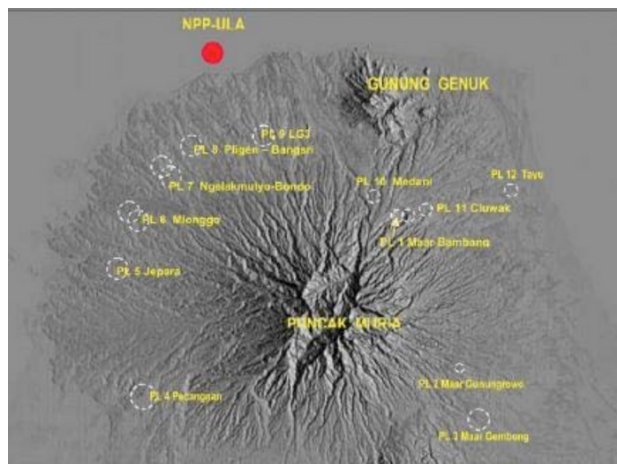 NPP-ULA
GUNUNG GENUK
PL 9 LG3
PL 8 Pligen - Bangsri
PL 7 Ngelakmulyo-Bondo
PL 10 Medani
PL 12 Tayu
PL 11 Cluwak
PL 6 Mlonggo
PL 1 Maar Bambang
PL 5 Jepara
PUNCAK MURIA
PL 2 Maar Gunungrowo
PL 4 Pecangaan
PL 3 Maar Gembong